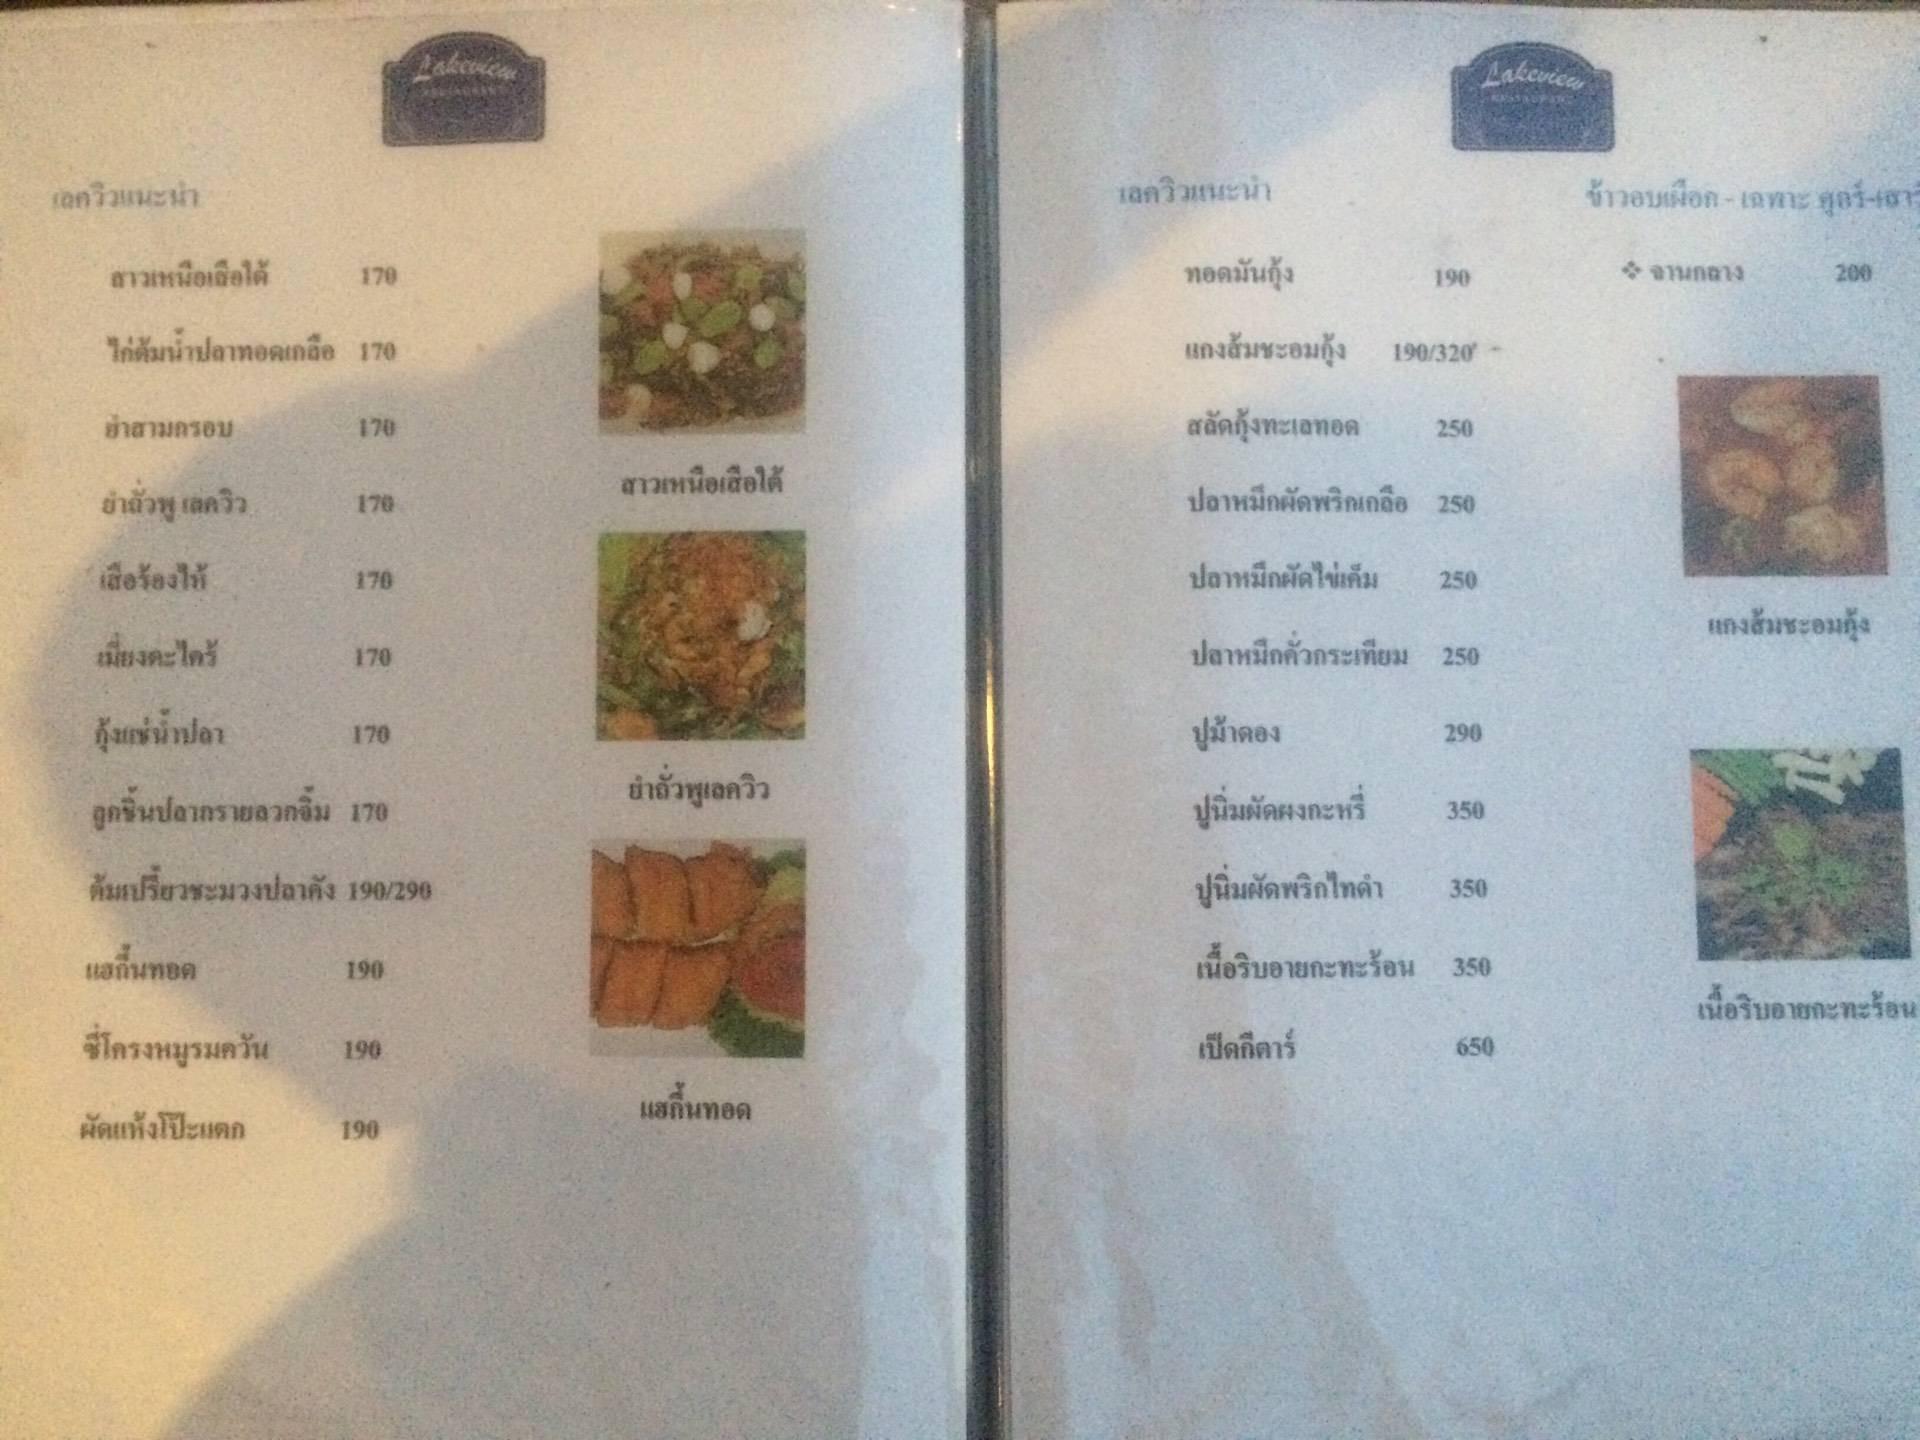 Lakeview
RESTAURANT
เลควิวแนะนำ
สาวเหนือเสือใต้ 170
ไก่ต้มน้ำปลาทอดเกลือ 170
ยำสามกรอบ 170
ยำถั่วพู เลควิว 170
เสือร้องไห้ 170
เมี่ยงตะไคร้ 170
กุ้งแช่น้ำปลา 170
ลูกชิ้นปลากรายลวกจิ้ม 170
ต้มเปรี้ยวชะมวงปลาคัง 190/290
แฮกึ้นทอด 190
ซี่โครงหมูรมควัน 190
ผัดแห้งโป๊ะแตก 190
สาวเหนือเสือใต้
ยำถั่วพูเลควิว
แฮกึ้นทอด
Lakeview
RESTAURANT
เลควิวแนะนำ
ทอดมันกุ้ง 190
แกงส้มชะอมกุ้ง 190/320
สลัดกุ้งทะเลทอด 250
ปลาหมึกผัดพริกเกลือ 250
ปลาหมึกผัดไข่เค็ม 250
ปลาหมึกคั่วกระเทียม 250
ปูม้าดอง 290
ปูนิ่มผัดผงกะหรี่ 350
ปูนิ่มผัดพริกไทดำ 350
เนื้อริบอายกะทะร้อน 350
เป็ดกีตาร์ 650
ข้าวอบเผือก - เฉพาะ ศุกร์-เสาร์
❖ จานกลาง 200
แกงส้มชะอมกุ้ง
เนื้อริบอายกะทะร้อน